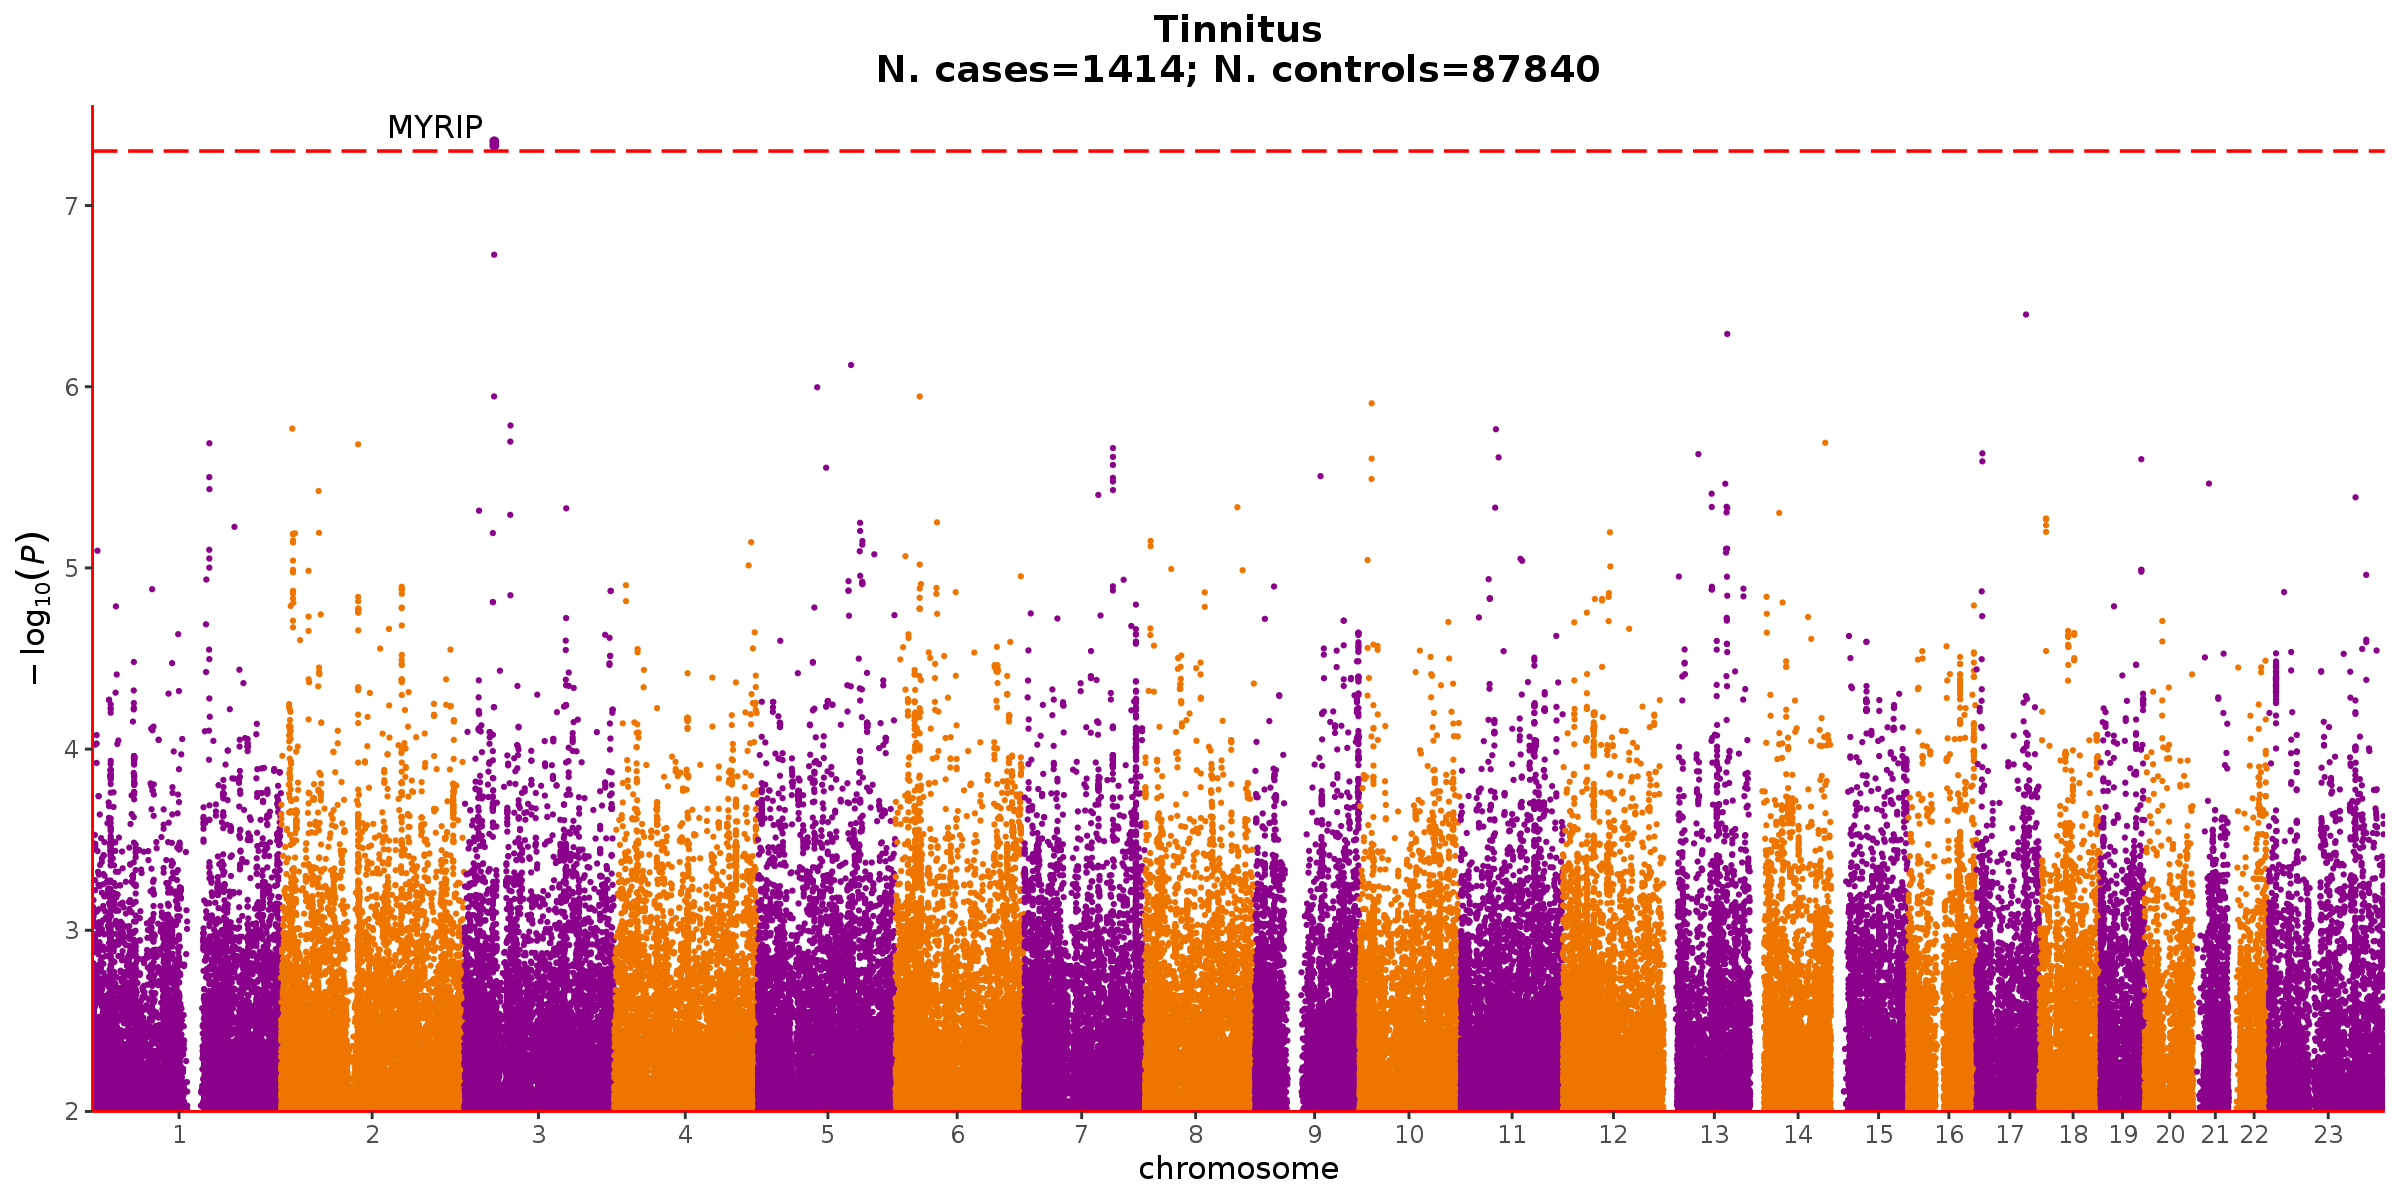 Tinnitus
N. cases=1414; N. controls=87840
MYRIP
7
6
5
4
3
2
−log₁₀(P)
1 2 3 4 5 6 7 8 9 10 11 12 13 14 15 16 17 18 19 20 21 22 23
chromosome